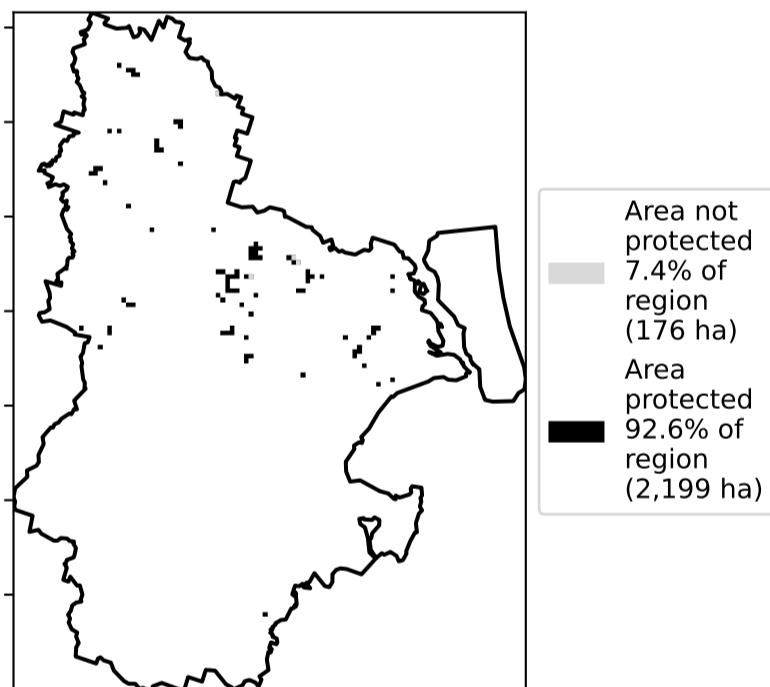 Area not
protected
7.4% of
region
(176 ha)
Area
protected
92.6% of
region
(2,199 ha)